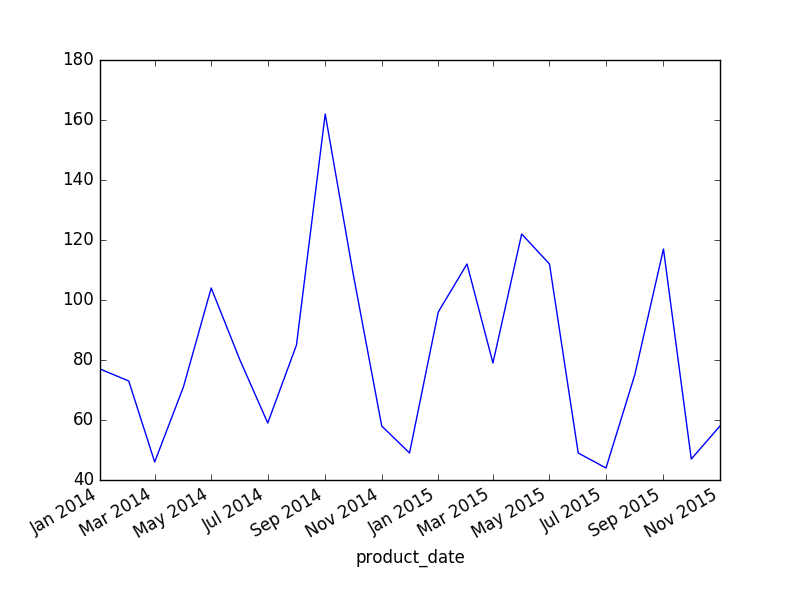 180
160
140
120
100
80
60
40
Jan 2014
Mar 2014
May 2014
Jul 2014
Sep 2014
Nov 2014
Jan 2015
Mar 2015
May 2015
Jul 2015
Sep 2015
Nov 2015
product_date